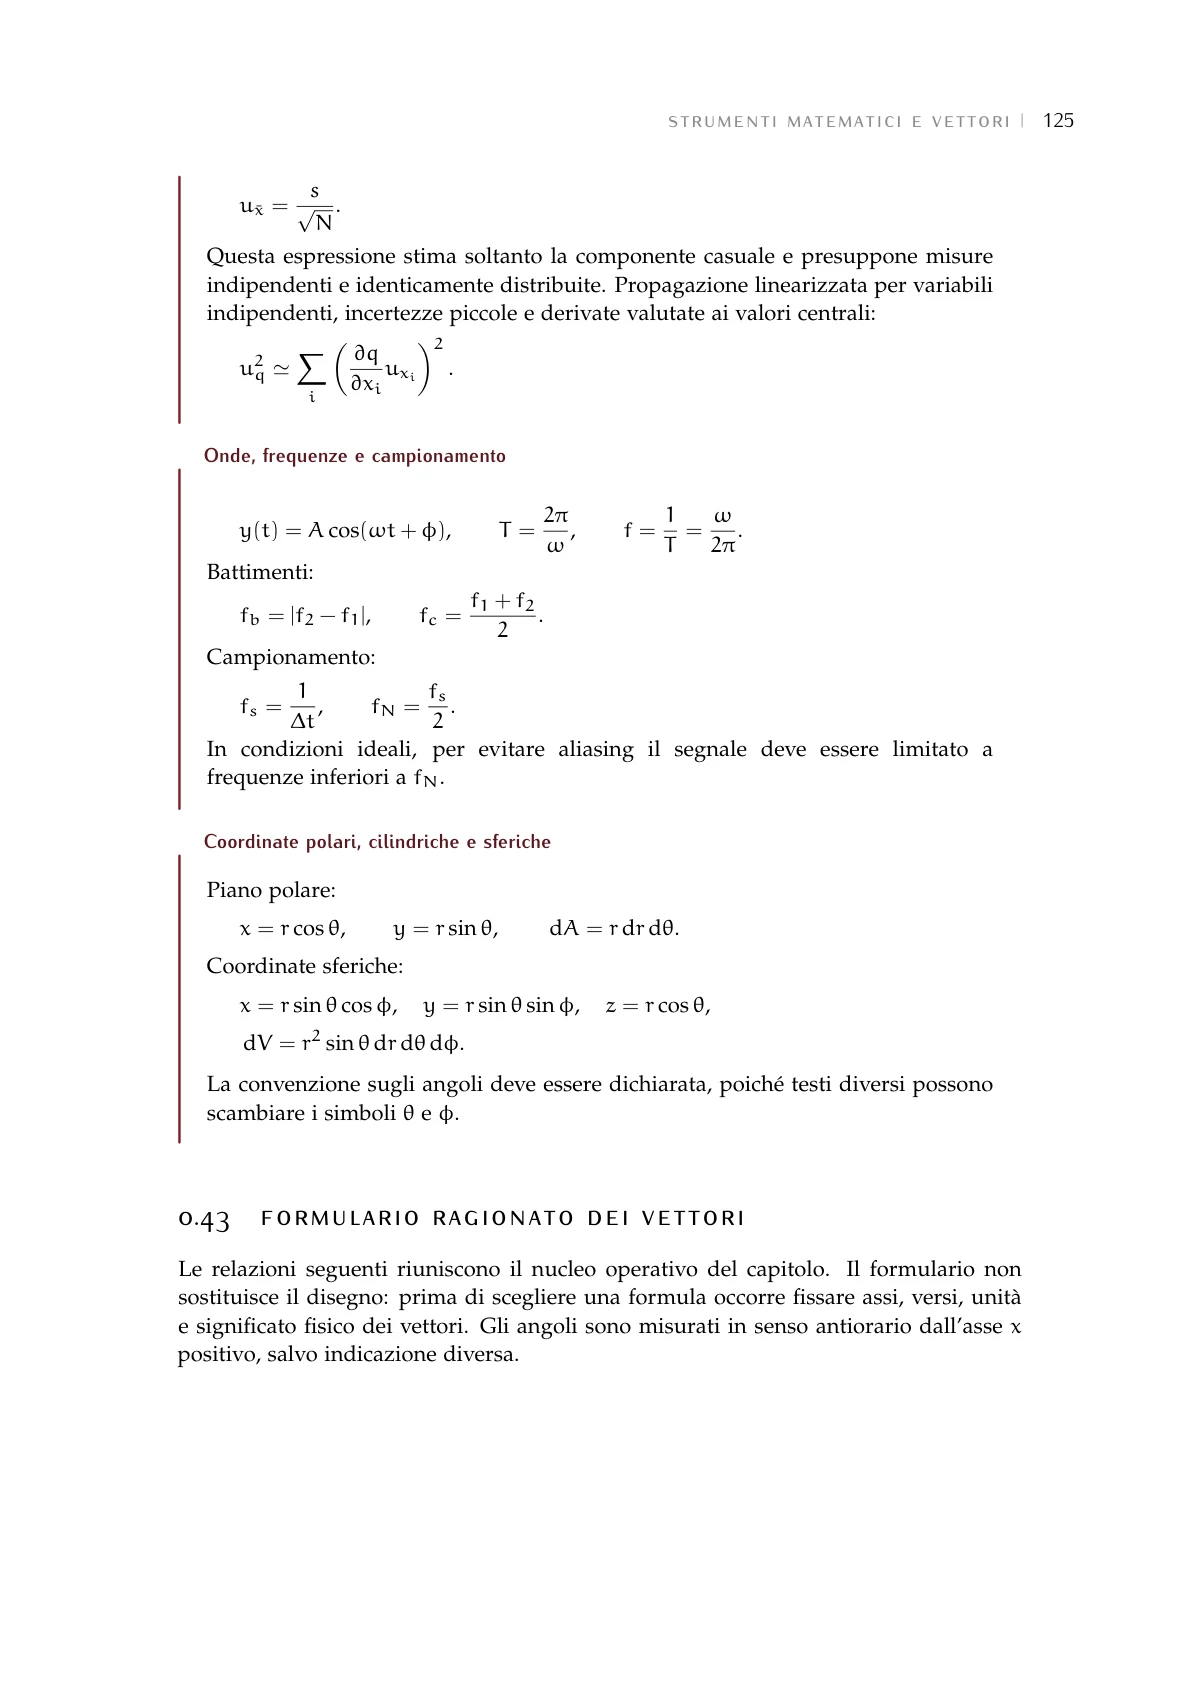 STRUMENTI MATEMATICI E VETTORI | 125
u_x̄ = s/√N.
Questa espressione stima soltanto la componente casuale e presuppone misure
indipendenti e identicamente distribuite. Propagazione linearizzata per variabili
indipendenti, incertezze piccole e derivate valutate ai valori centrali:
u_q² ≃ ∑_i (∂q/∂x_i u_{x_i})².
Onde, frequenze e campionamento
y(t) = A cos(ωt + ϕ), T = 2π/ω, f = 1/T = ω/2π.
Battimenti:
f_b = |f₂ − f₁|, f_c = (f₁ + f₂)/2.
Campionamento:
f_s = 1/Δt, f_N = f_s/2.
In condizioni ideali, per evitare aliasing il segnale deve essere limitato a
frequenze inferiori a f_N.
Coordinate polari, cilindriche e sferiche
Piano polare:
x = r cos θ, y = r sin θ, dA = r dr dθ.
Coordinate sferiche:
x = r sin θ cos ϕ, y = r sin θ sin ϕ, z = r cos θ,
dV = r² sin θ dr dθ dϕ.
La convenzione sugli angoli deve essere dichiarata, poiché testi diversi possono
scambiare i simboli θ e ϕ.
0.43 FORMULARIO RAGIONATO DEI VETTORI
Le relazioni seguenti riuniscono il nucleo operativo del capitolo. Il formulario non
sostituisce il disegno: prima di scegliere una formula occorre fissare assi, versi, unità
e significato fisico dei vettori. Gli angoli sono misurati in senso antiorario dall'asse x
positivo, salvo indicazione diversa.